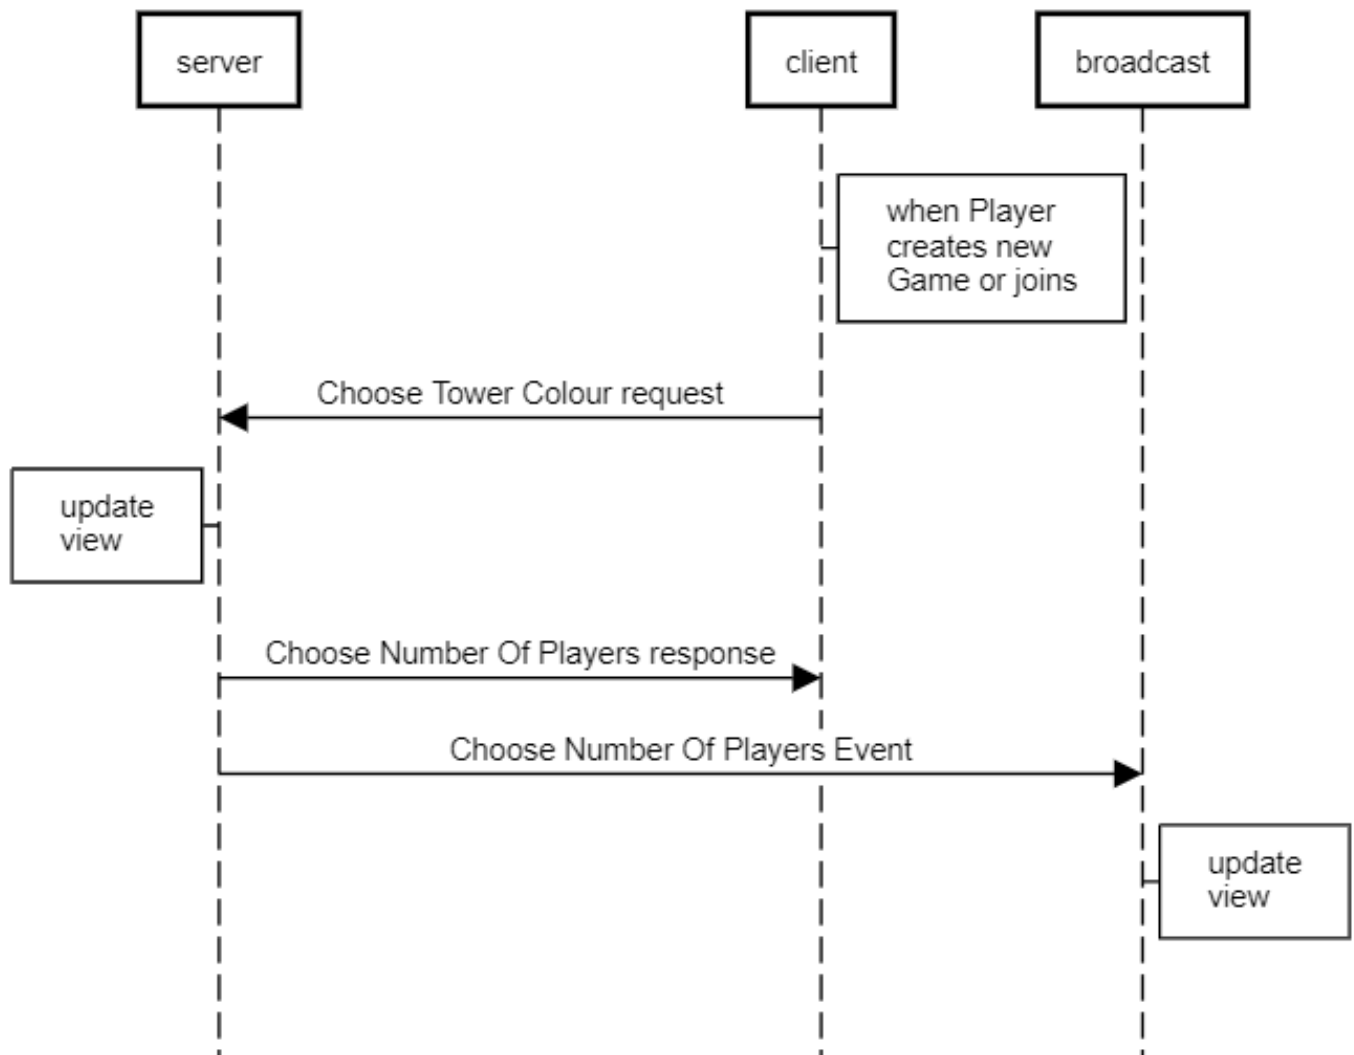 server
client
broadcast
when Player
creates new
Game or joins
Choose Tower Colour request
update
view
Choose Number Of Players response
Choose Number Of Players Event
update
view